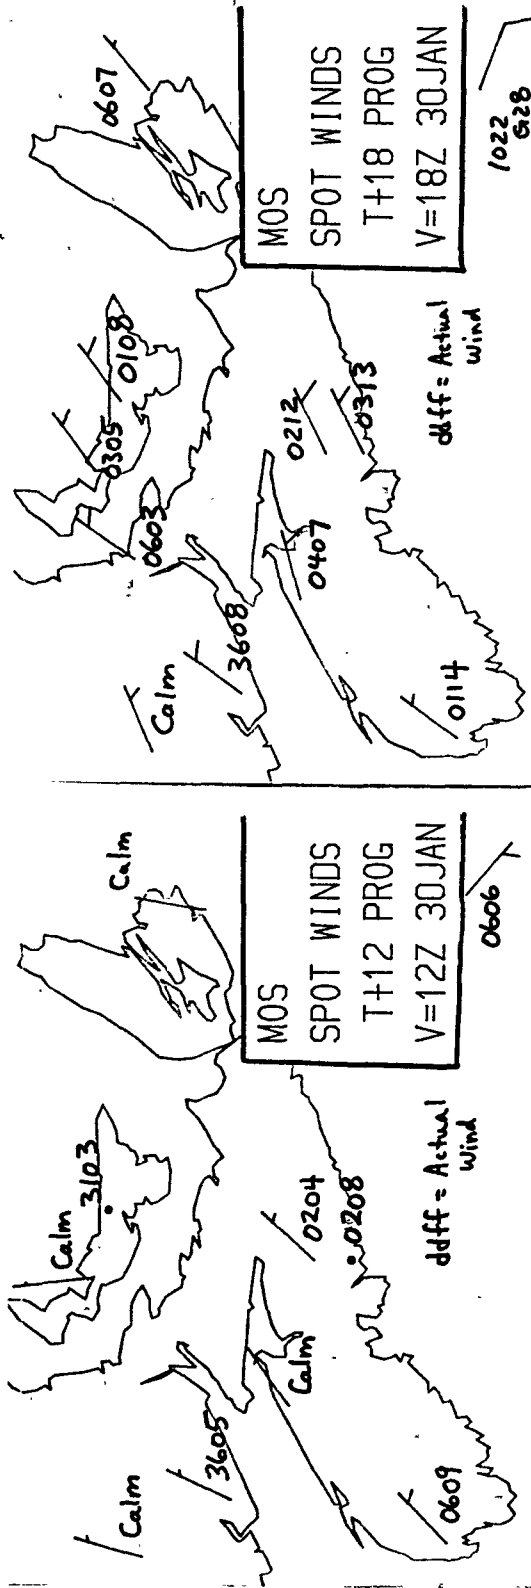 Calm
Calm
3103
Calm
3605
Calm
0204
0208
0609
ddff = Actual
Wind
MOS
SPOT WINDS
T+12 PROG
V=12Z 30JAN
0606
0607
0305
0108
0603
Calm
3608
0407
0212
0313
0114
ddff = Actual
Wind
MOS
SPOT WINDS
T+18 PROG
V=18Z 30JAN
1022
G28